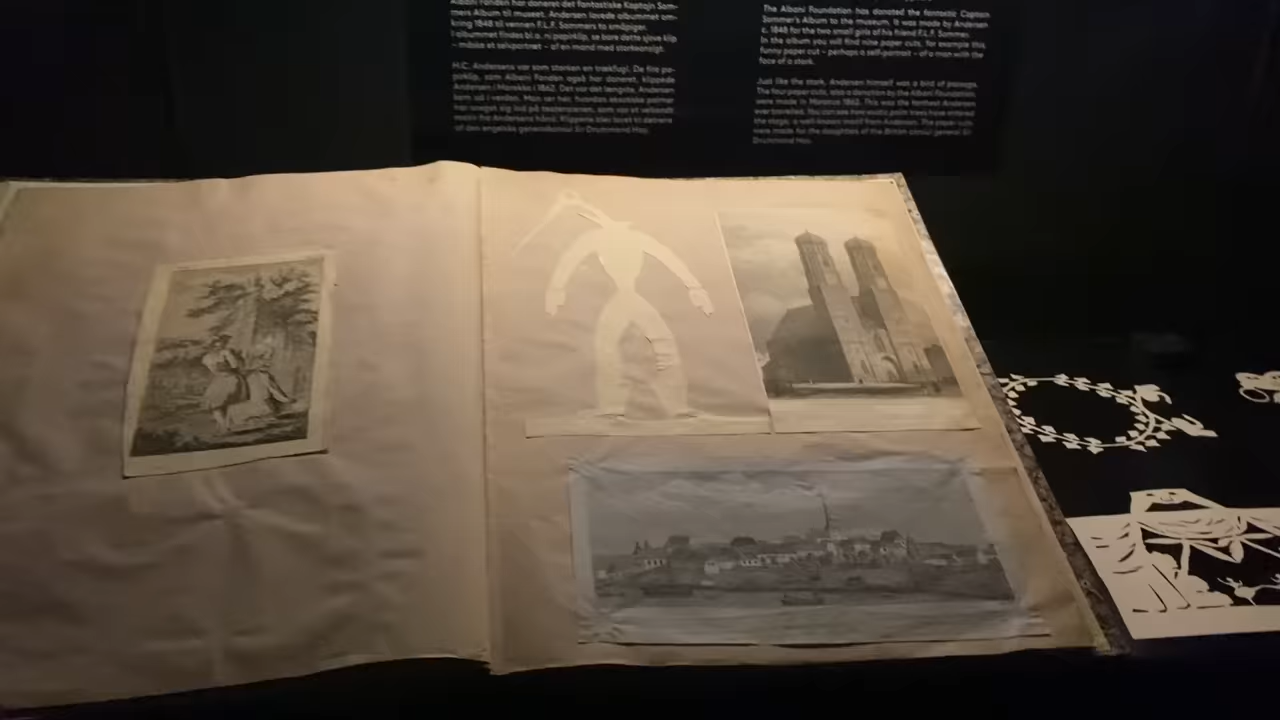 Albani Fonden har doneret det fantastiske Kaptajn Som-
mers Album til museet. Andersen lavede albummet om-
kring 1848 til vennen F.L.F. Sommers to småpiger.
I albummet findes bl.a. ni papirklip, se bare dette sjove klip
– måske et selvportræt – af en mand med storkeansigt.
H.C. Andersens var som storken en trækfugl. De fire pa-
pirklip, som Albani Fonden også har doneret, klippede
Andersen i Marokko i 1862. Det var det længste, Andersen
kom ud i verden. Man ser her, hvordan eksotiske palmer
har sneget sig ind på teaterscenen, som var et velkendt
motiv fra Andersens hånd. Klippene blev lavet til døtrene
af den engelske generalkonsul Sir Drummond Hay.
The Albani Foundation has donated the fantastic Captain
Sommer's Album to the museum. It was made by Andersen
c. 1848 for the two small girls of his friend F.L.F. Sommer.
In the album you will find nine paper cuts, for example this
funny paper cut – perhaps a self-portrait – of a man with the
face of a stork.
Just like the stork, Andersen himself was a bird of passage.
The four paper cuts, also a donation by the Albani Foundation,
were made in Morocco 1862. This was the farthest Andersen
ever travelled. You can see how exotic palm trees have entered
the stage, a well-known motif from Andersen. The paper cuts
were made for the daughters of the British consul general Sir
Drummond Hay.